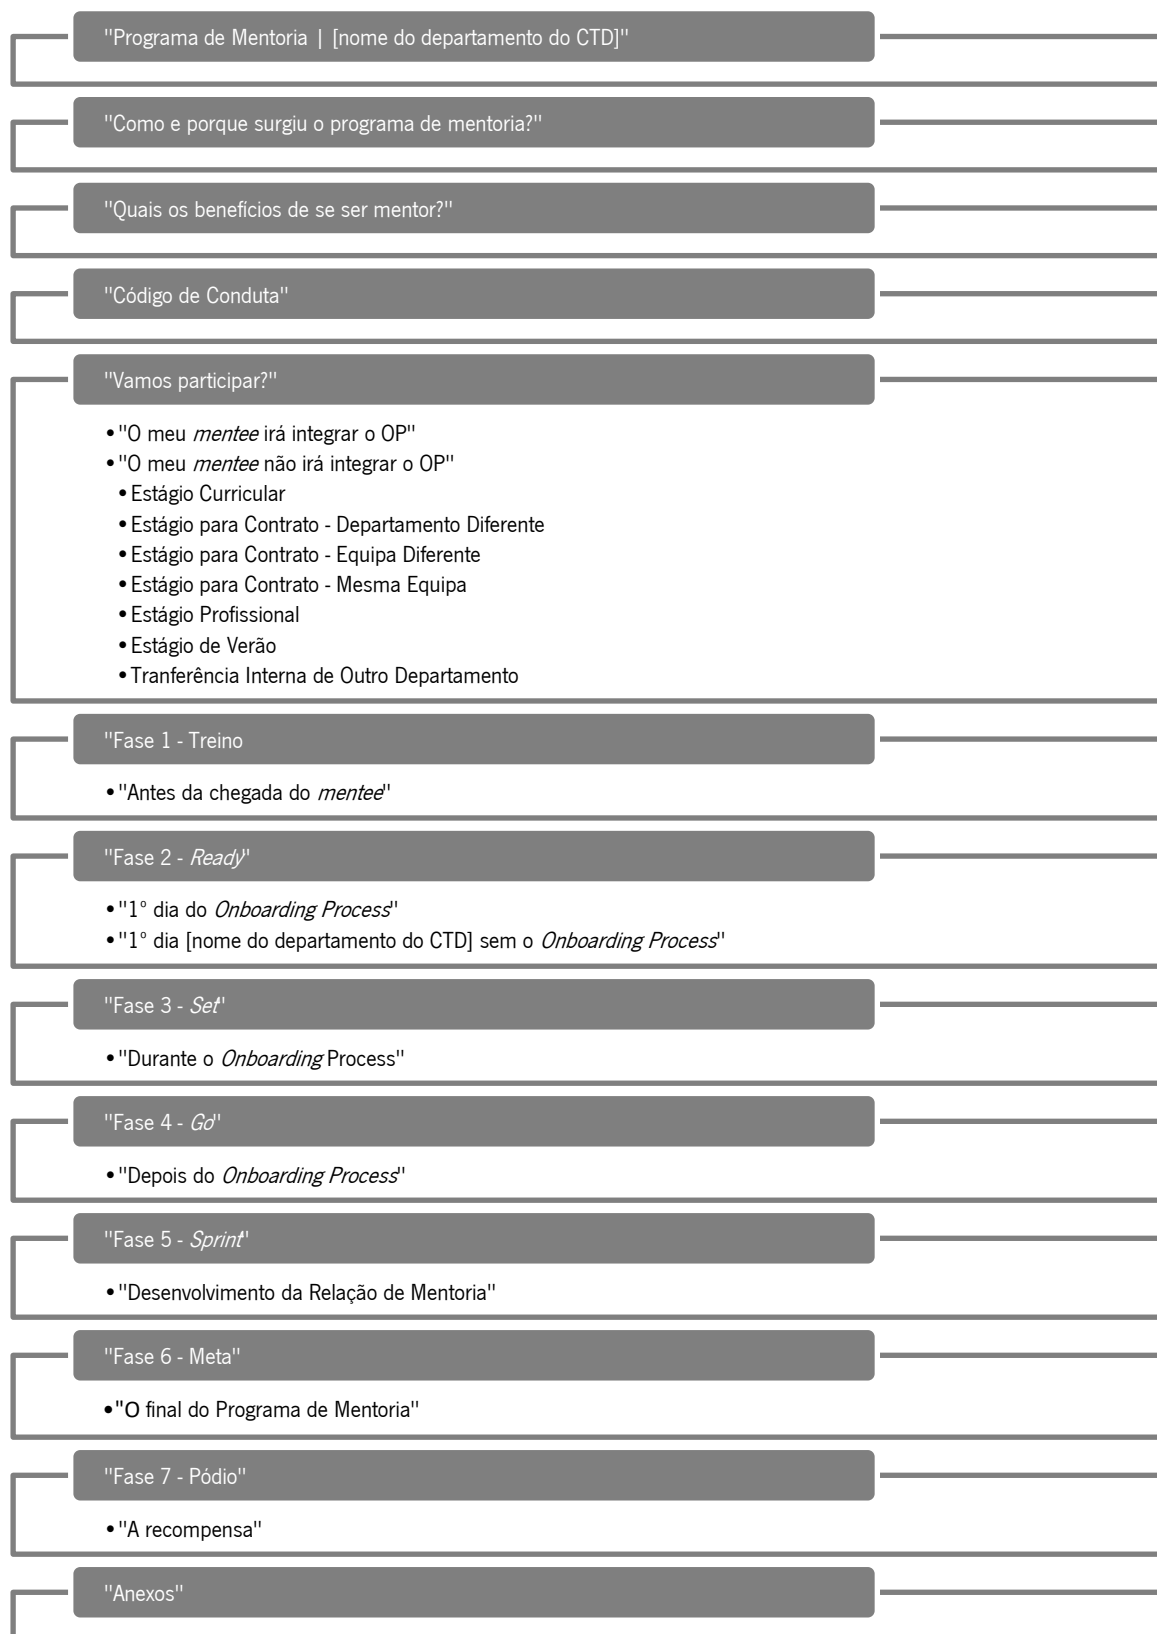 "Programa de Mentoria | [nome do departamento do CTD]"
"Como e porque surgiu o programa de mentoria?"
"Quais os benefícios de se ser mentor?"
"Código de Conduta"
"Vamos participar?"
•"O meu mentee irá integrar o OP"
•"O meu mentee não irá integrar o OP"
•Estágio Curricular
•Estágio para Contrato - Departamento Diferente
•Estágio para Contrato - Equipa Diferente
•Estágio para Contrato - Mesma Equipa
•Estágio Profissional
•Estágio de Verão
•Tranferência Interna de Outro Departamento
"Fase 1 - Treino
•"Antes da chegada do mentee"
"Fase 2 - Ready"
•"1º dia do Onboarding Process"
•"1º dia [nome do departamento do CTD] sem o Onboarding Process"
"Fase 3 - Set"
•"Durante o Onboarding Process"
"Fase 4 - Go"
•"Depois do Onboarding Process"
"Fase 5 - Sprint"
•"Desenvolvimento da Relação de Mentoria"
"Fase 6 - Meta"
•"O final do Programa de Mentoria"
"Fase 7 - Pódio"
•"A recompensa"
"Anexos"